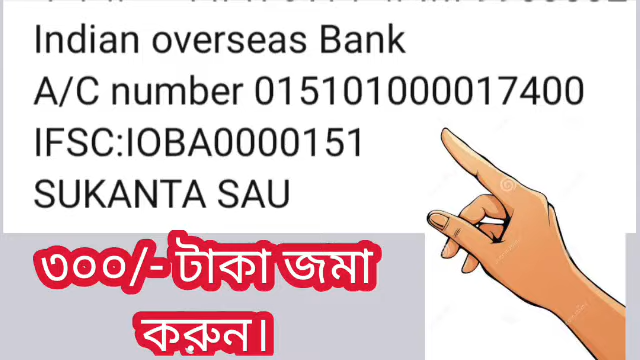 Indian overseas Bank
A/C number 015101000017400
IFSC:IOBA0000151
SUKANTA SAU
৩০০/- টাকা জমা
করুন।